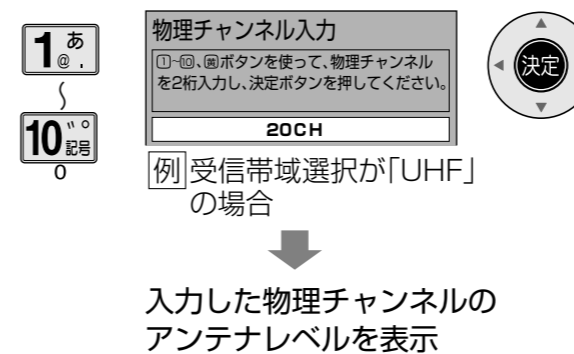 1 あ
@ .
10 ゛゜
記号
0
物理チャンネル入力
①~⑩、黄ボタンを使って、物理チャンネル
を2桁入力し、決定ボタンを押してください。
20CH
決定
例 受信帯域選択が「UHF」
の場合
入力した物理チャンネルの
アンテナレベルを表示